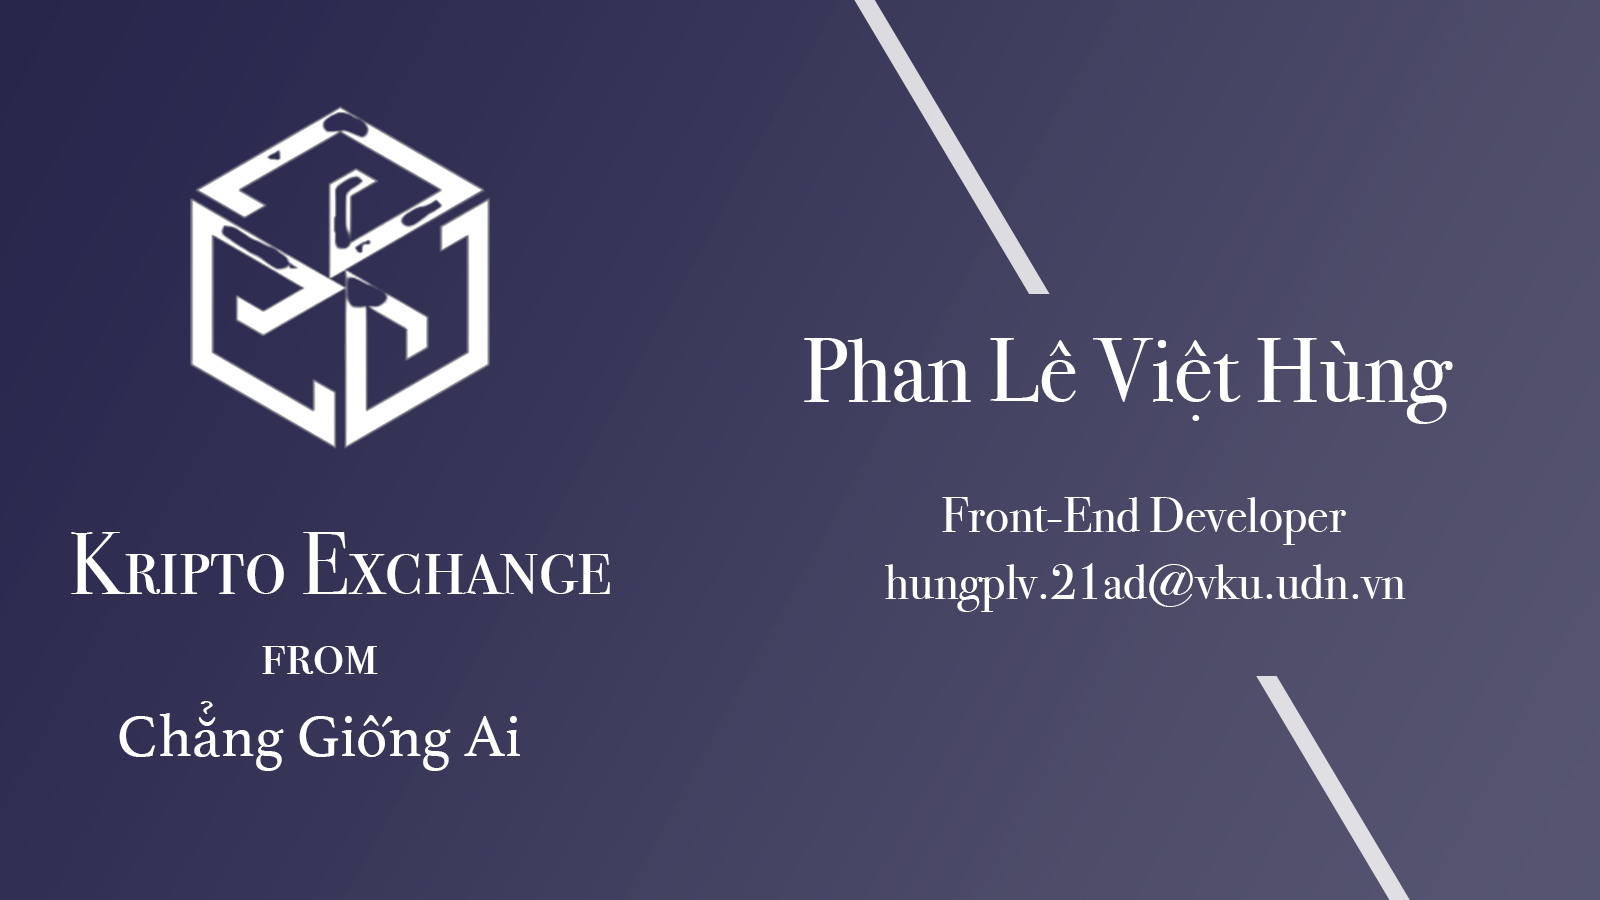 KRIPTO EXCHANGE
FROM
Chẳng Giống Ai
Phan Lê Việt Hùng
Front-End Developer
hungplv.21ad@vku.udn.vn